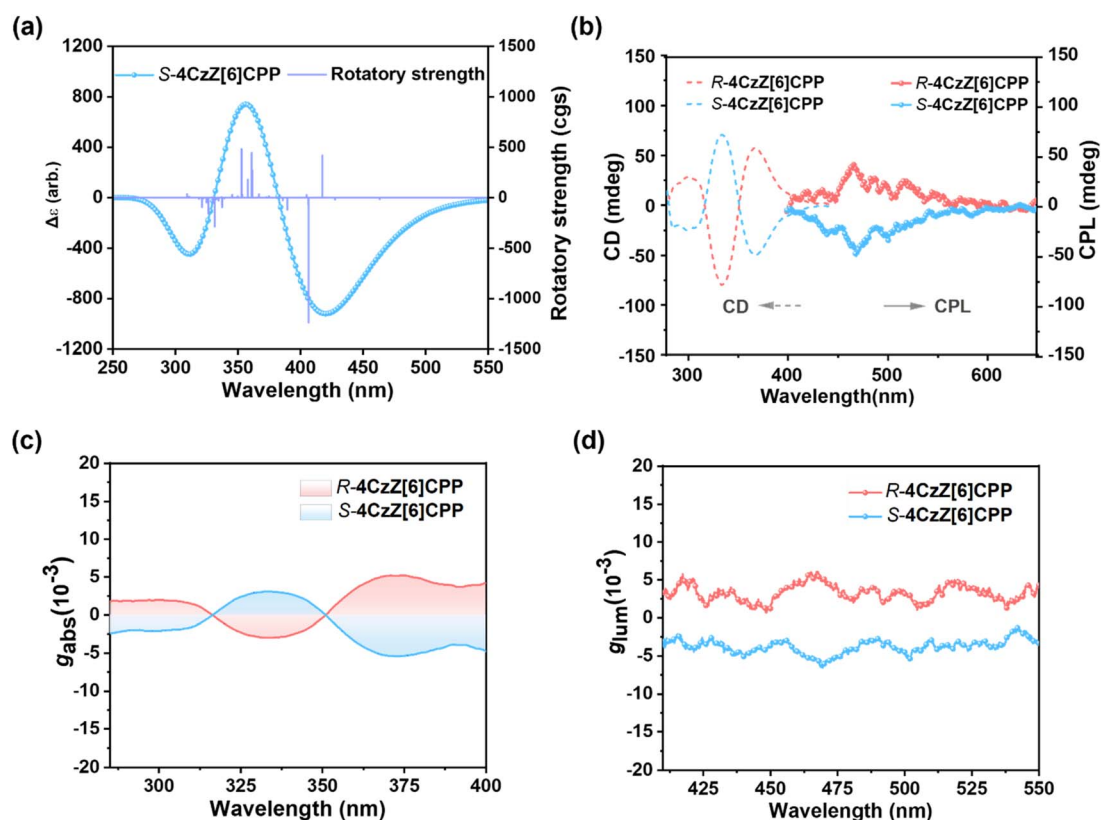 (a)
S-4CzZ[6]CPP Rotatory strength
1200
800
400
0
-400
-800
-1200
Δε (arb.)
1500
1000
500
0
-500
-1000
-1500
Rotatory strength (cgs)
250 300 350 400 450 500 550
Wavelength (nm)
(b)
R-4CzZ[6]CPP R-4CzZ[6]CPP
S-4CzZ[6]CPP S-4CzZ[6]CPP
150
100
50
0
-50
-100
-150
CD (mdeg)
150
100
50
0
-50
-100
-150
CPL (mdeg)
CD CPL
300 400 500 600
Wavelength(nm)
(c)
R-4CzZ[6]CPP
S-4CzZ[6]CPP
20
15
10
5
0
-5
-10
-15
-20
gabs(10-3)
300 325 350 375 400
Wavelength (nm)
(d)
R-4CzZ[6]CPP
S-4CzZ[6]CPP
20
15
10
5
0
-5
-10
-15
-20
glum(10-3)
425 450 475 500 525 550
Wavelength (nm)